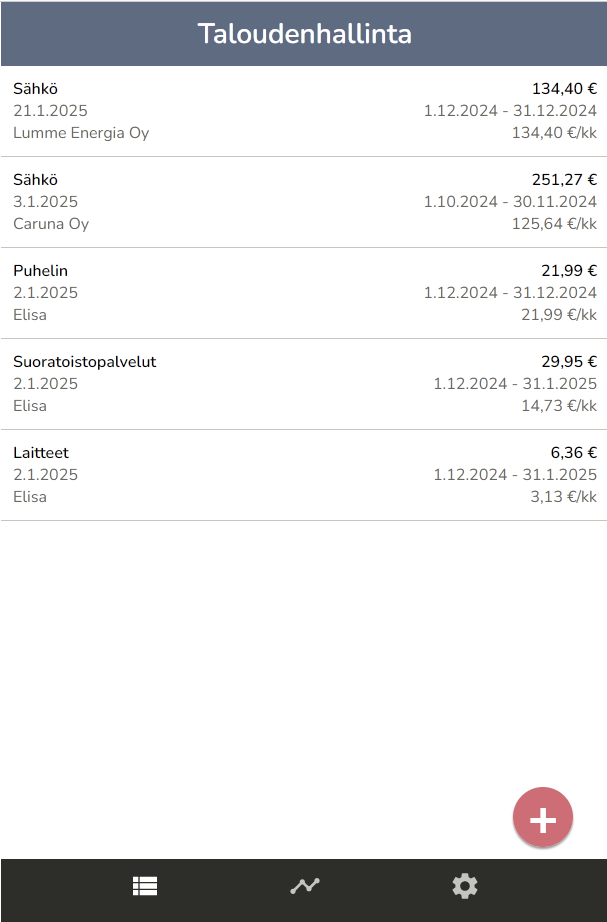 Taloudenhallinta
Sähkö 134,40 €
21.1.2025 1.12.2024 - 31.12.2024
Lumme Energia Oy 134,40 €/kk
Sähkö 251,27 €
3.1.2025 1.10.2024 - 30.11.2024
Caruna Oy 125,64 €/kk
Puhelin 21,99 €
2.1.2025 1.12.2024 - 31.12.2024
Elisa 21,99 €/kk
Suoratoistopalvelut 29,95 €
2.1.2025 1.12.2024 - 31.1.2025
Elisa 14,73 €/kk
Laitteet 6,36 €
2.1.2025 1.12.2024 - 31.1.2025
Elisa 3,13 €/kk